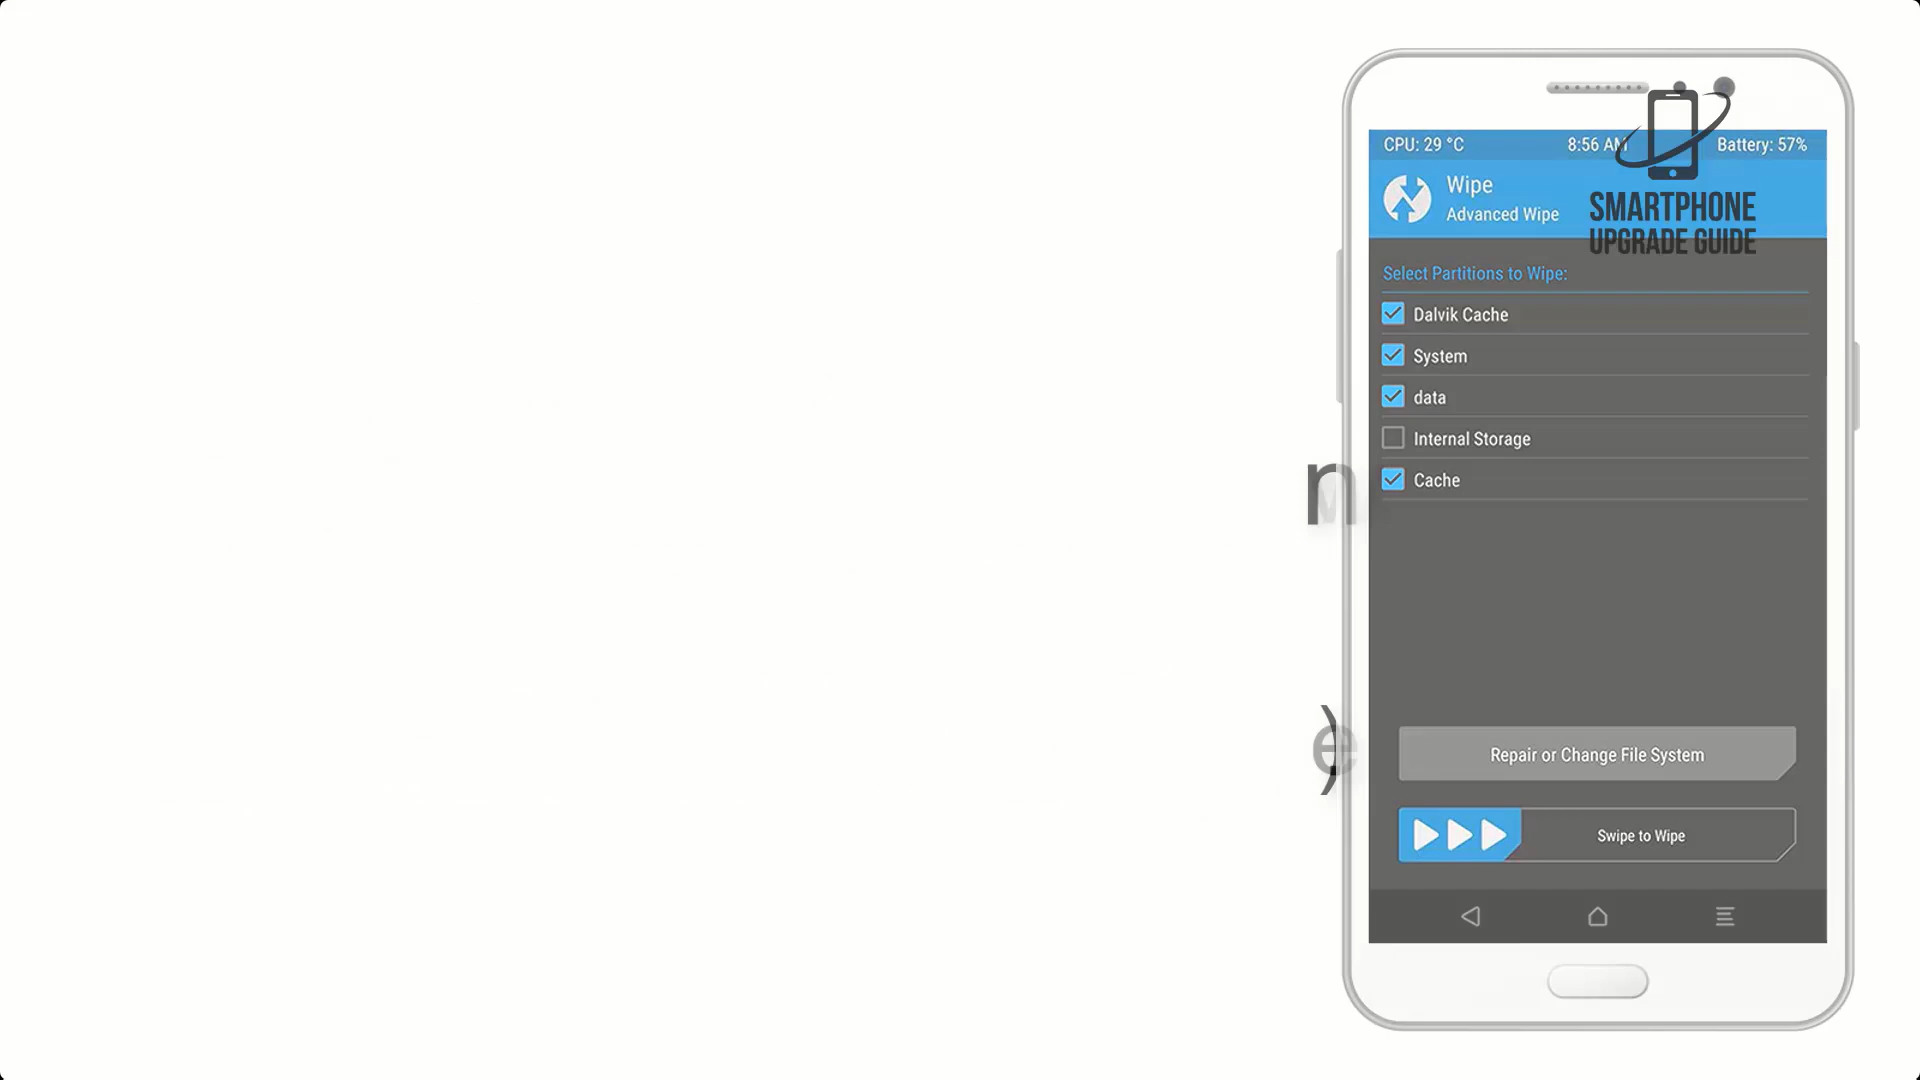 CPU: 29 °C 8:56 AM Battery: 57%
Wipe
Advanced Wipe
SMARTPHONE
UPGRADE GUIDE
Select Partitions to Wipe:
Dalvik Cache
System
data
Internal Storage
Cache
n
)
Repair or Change File System
Swipe to Wipe